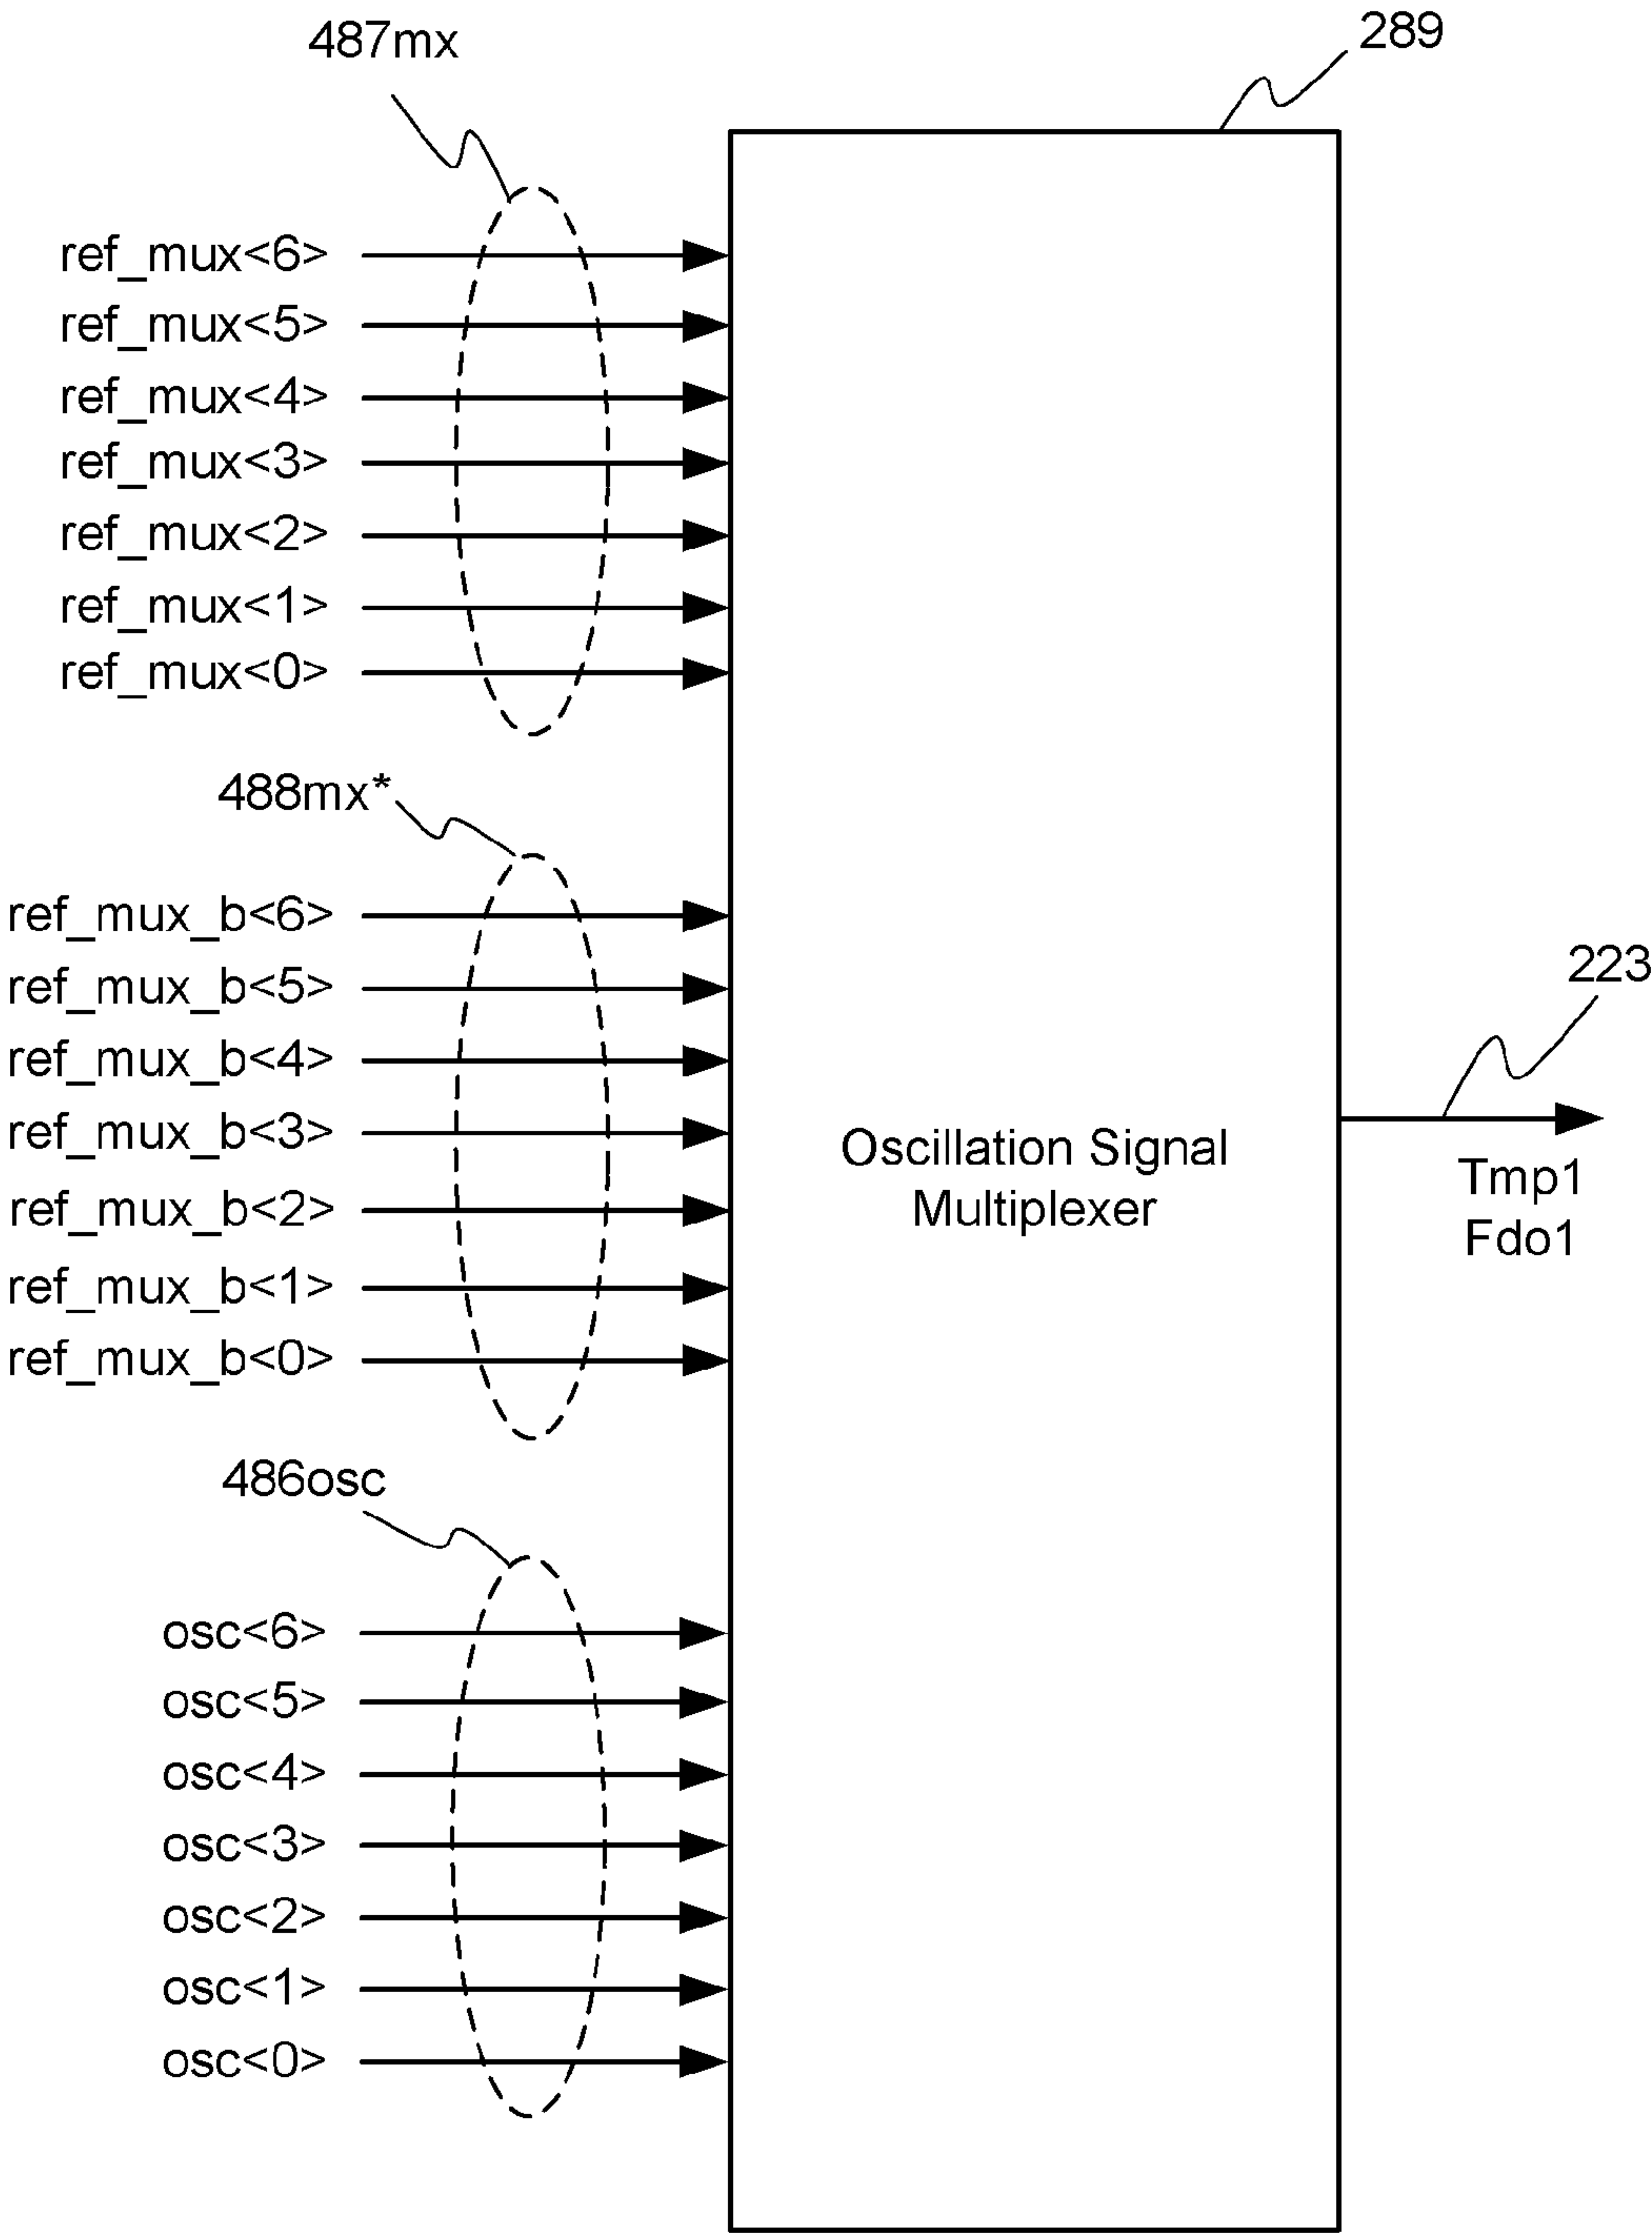 487mx
289
ref_mux<6>
ref_mux<5>
ref_mux<4>
ref_mux<3>
ref_mux<2>
ref_mux<1>
ref_mux<0>
488mx*
ref_mux_b<6>
ref_mux_b<5>
ref_mux_b<4>
ref_mux_b<3>
ref_mux_b<2>
ref_mux_b<1>
ref_mux_b<0>
Oscillation Signal
Multiplexer
223
Tmp1
Fdo1
486osc
osc<6>
osc<5>
osc<4>
osc<3>
osc<2>
osc<1>
osc<0>